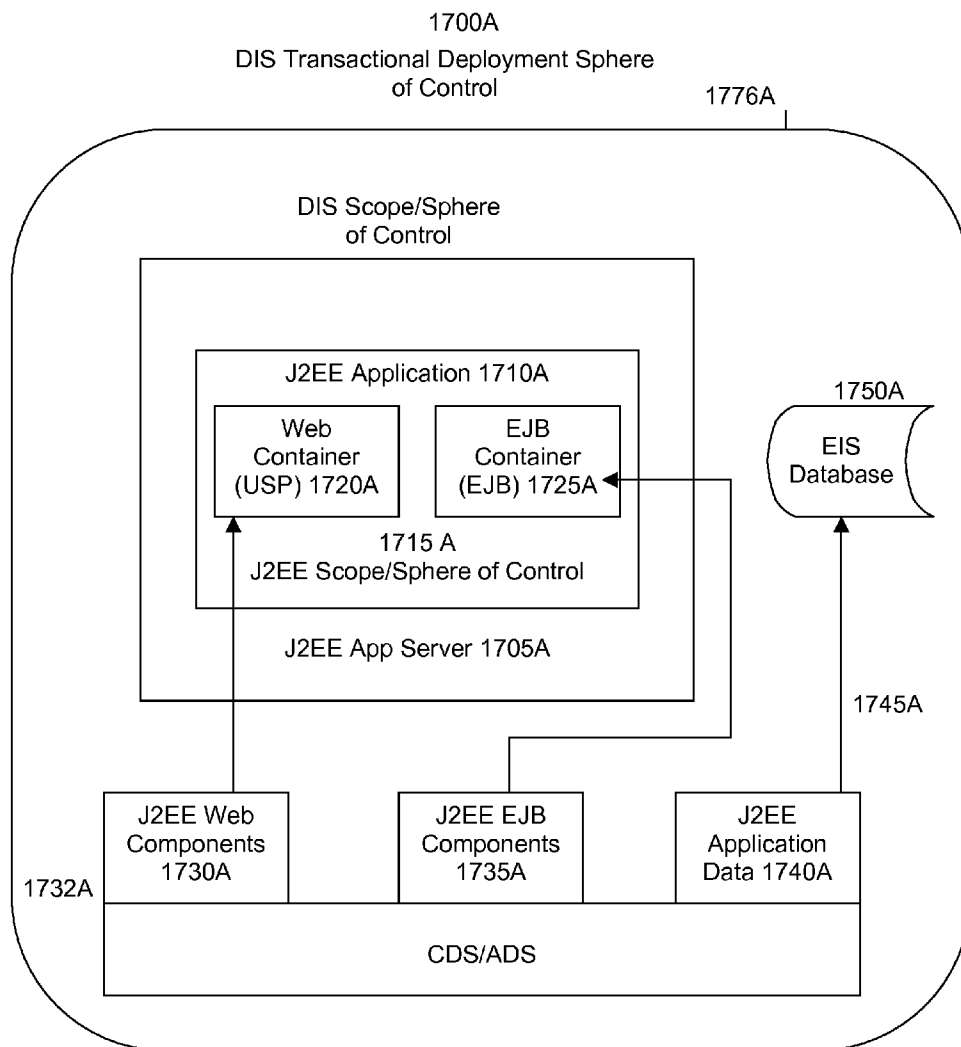 1700A
DIS Transactional Deployment Sphere
of Control
1776A
DIS Scope/Sphere
of Control
J2EE Application 1710A
Web
Container
(USP) 1720A
EJB
Container
(EJB) 1725A
1715 A
J2EE Scope/Sphere of Control
J2EE App Server 1705A
1750A
EIS
Database
1745A
J2EE Web
Components
1730A
J2EE EJB
Components
1735A
J2EE
Application
Data 1740A
1732A
CDS/ADS